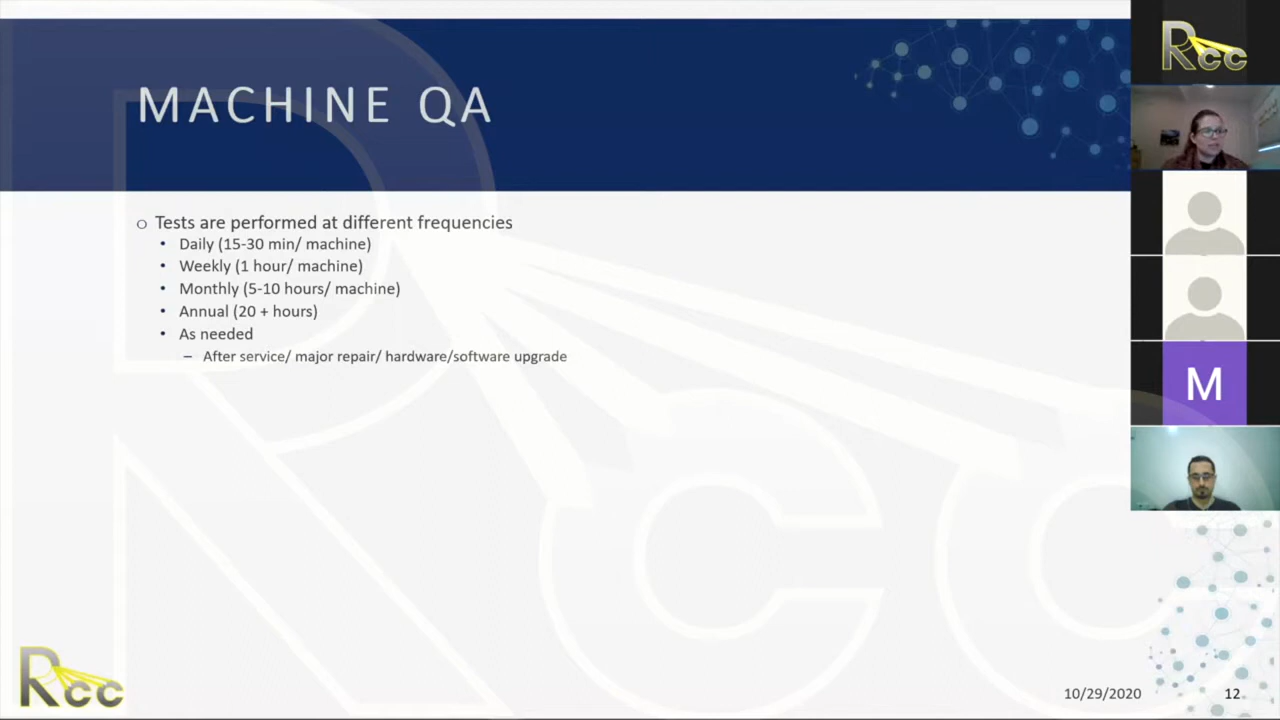 MACHINE QA
o Tests are performed at different frequencies
• Daily (15-30 min/ machine)
• Weekly (1 hour/ machine)
• Monthly (5-10 hours/ machine)
• Annual (20 + hours)
• As needed
– After service/ major repair/ hardware/software upgrade
Rcc
M
Rcc
10/29/2020
12